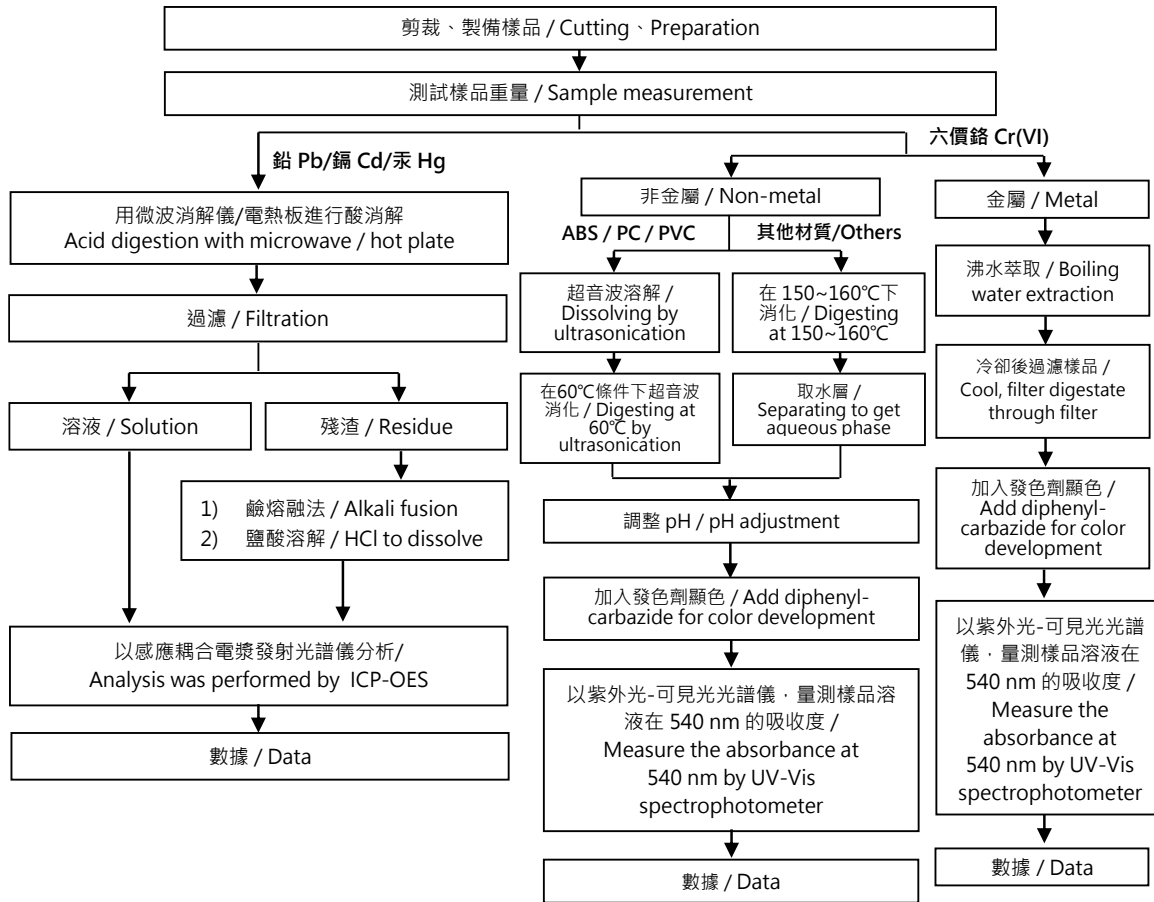 剪裁、製備樣品 / Cutting、Preparation
測試樣品重量 / Sample measurement
鉛 Pb/鎘 Cd/汞 Hg
用微波消解儀/電熱板進行酸消解
Acid digestion with microwave / hot plate
過濾 / Filtration
溶液 / Solution
殘渣 / Residue
1) 鹼熔融法 / Alkali fusion
2) 鹽酸溶解 / HCl to dissolve
以感應耦合電漿發射光譜儀分析/
Analysis was performed by ICP-OES
數據 / Data
六價鉻 Cr(VI)
非金屬 / Non-metal
ABS / PC / PVC
超音波溶解 /
Dissolving by
ultrasonication
在60℃條件下超音波
消化 / Digesting at
60℃ by
ultrasonication
其他材質/Others
在 150~160℃下
消化 / Digesting
at 150~160℃
取水層 /
Separating to get
aqueous phase
調整 pH / pH adjustment
加入發色劑顯色 / Add diphenyl-
carbazide for color development
以紫外光-可見光光譜儀，量測樣品溶
液在 540 nm 的吸收度 /
Measure the absorbance at
540 nm by UV-Vis
spectrophotometer
數據 / Data
金屬 / Metal
沸水萃取 / Boiling
water extraction
冷卻後過濾樣品 /
Cool, filter digestate
through filter
加入發色劑顯色 /
Add diphenyl-
carbazide for color
development
以紫外光-可見光光譜
儀，量測樣品溶液在
540 nm 的吸收度 /
Measure the
absorbance at
540 nm by UV-Vis
spectrophotometer
數據 / Data